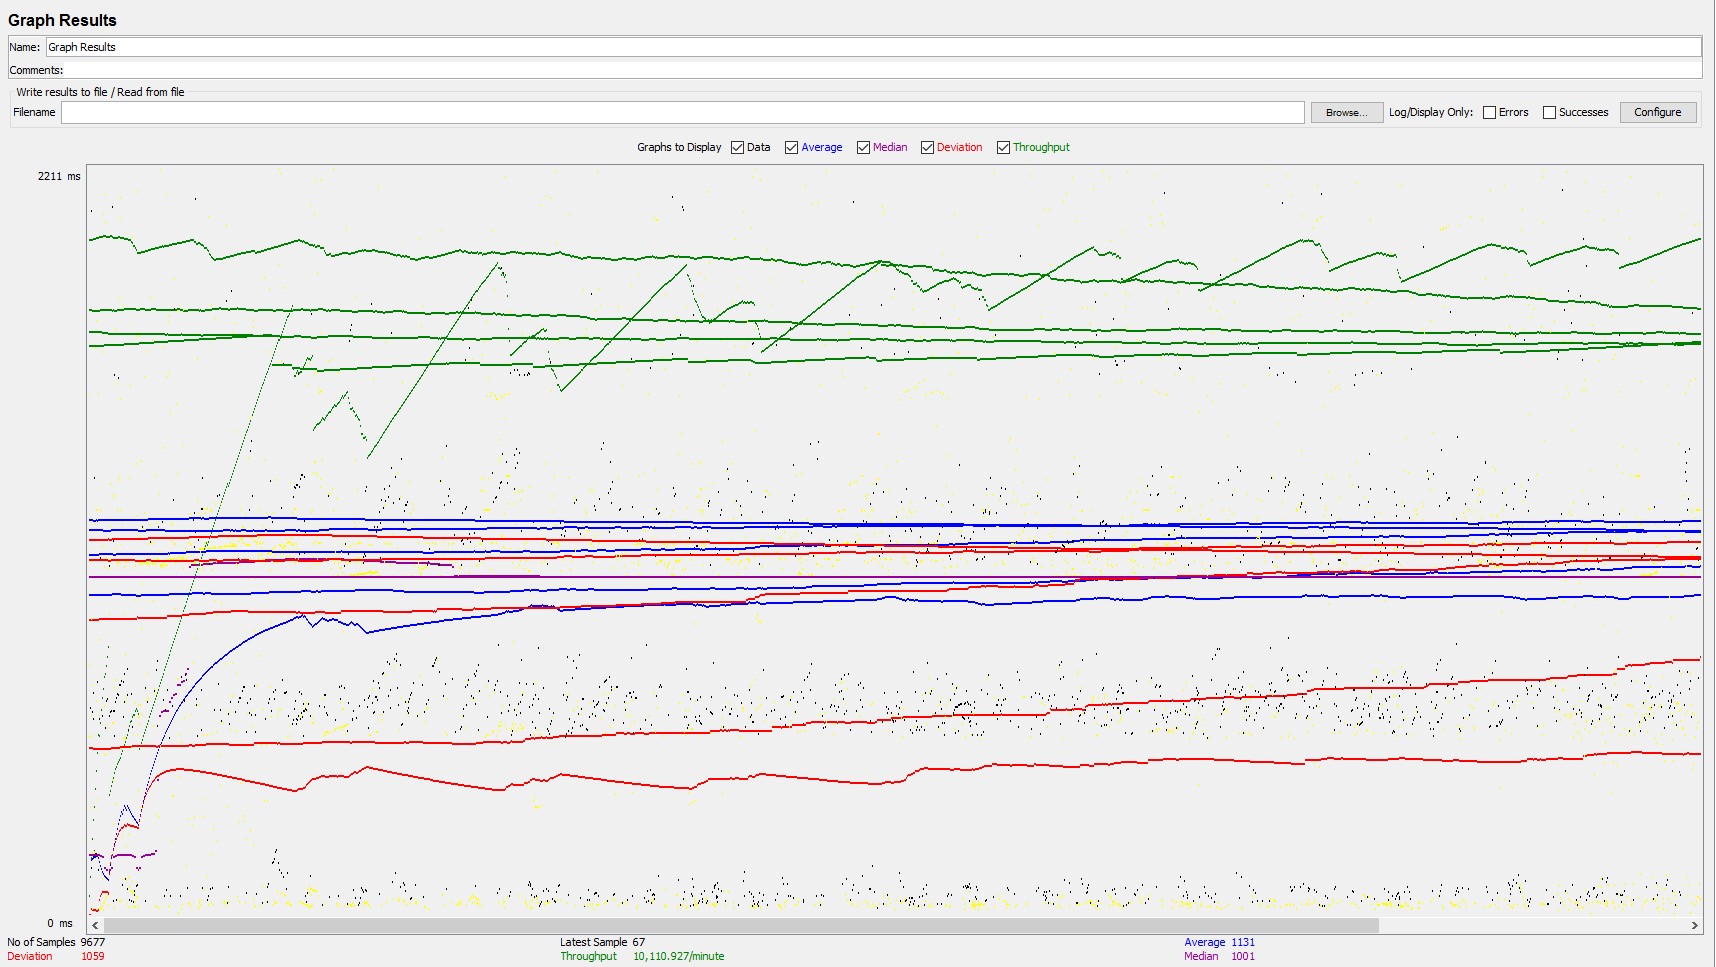 Graph Results
Name: Graph Results
Comments:
Write results to file / Read from file
Filename Browse... Log/Display Only: Errors Successes Configure
Graphs to Display Data Average Median Deviation Throughput
2211 ms
0 ms
No of Samples 9677 Latest Sample 67 Average 1131
Deviation 1059 Throughput 10,110.927/minute Median 1001